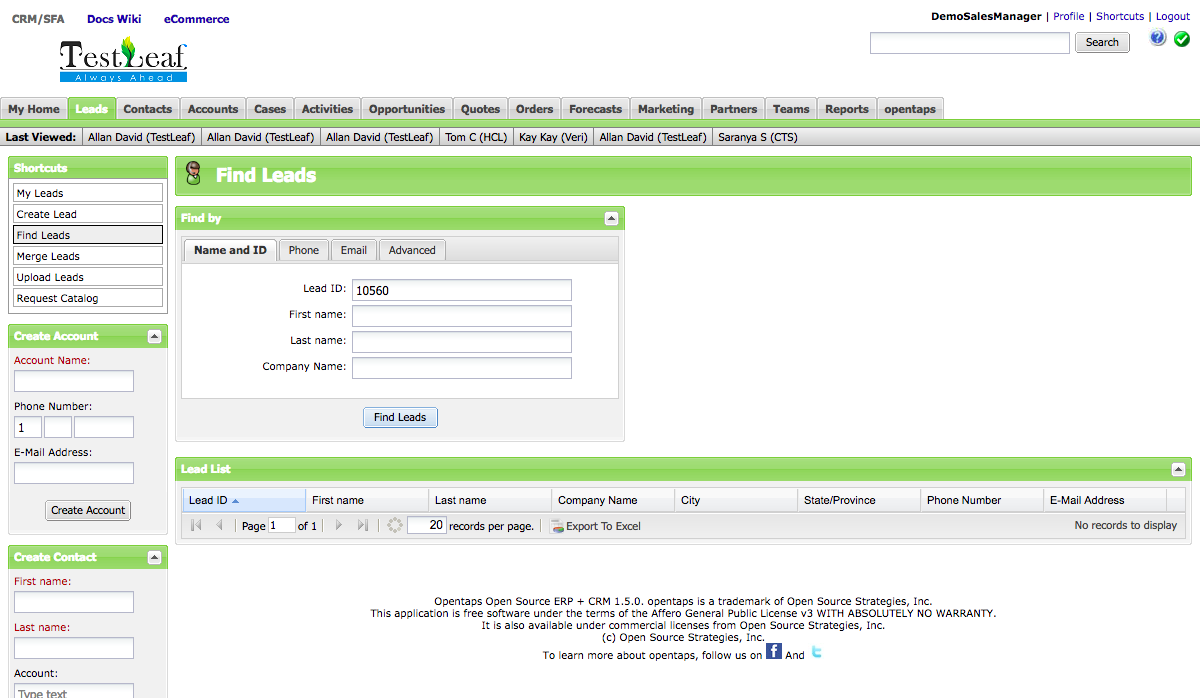 CRM/SFA Docs Wiki eCommerce
DemoSalesManager | Profile | Shortcuts | Logout
TestLeaf
Always Ahead
Search
My Home Leads Contacts Accounts Cases Activities Opportunities Quotes Orders Forecasts Marketing Partners Teams Reports opentaps
Last Viewed: Allan David (TestLeaf) Allan David (TestLeaf) Allan David (TestLeaf) Tom C (HCL) Kay Kay (Veri) Allan David (TestLeaf) Saranya S (CTS)
Shortcuts
My Leads
Create Lead
Find Leads
Merge Leads
Upload Leads
Request Catalog
Create Account
Account Name:
Phone Number:
1
E-Mail Address:
Create Account
Create Contact
First name:
Last name:
Account:
Type text
Find Leads
Find by
Name and ID Phone Email Advanced
Lead ID: 10560
First name:
Last name:
Company Name:
Find Leads
Lead List
Lead ID First name Last name Company Name City State/Province Phone Number E-Mail Address
Page 1 of 1 20 records per page. Export To Excel No records to display
Opentaps Open Source ERP + CRM 1.5.0. opentaps is a trademark of Open Source Strategies, Inc.
This application is free software under the terms of the Affero General Public License v3 WITH ABSOLUTELY NO WARRANTY.
It is also available under commercial licenses from Open Source Strategies, Inc.
(c) Open Source Strategies, Inc.
To learn more about opentaps, follow us on f And t